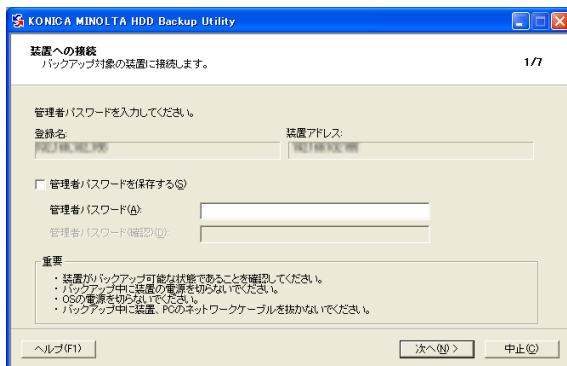 KONICA MINOLTA HDD Backup Utility
装置への接続
バックアップ対象の装置に接続します。
1/7
管理者パスワードを入力してください。
登録名:
装置アドレス:
管理者パスワードを保存する(S)
管理者パスワード(A):
管理者パスワード(確認)(D):
重要
・ 装置がバックアップ可能な状態であることを確認してください。
・ バックアップ中に装置の電源を切らないでください。
・ OSの電源を切らないでください。
・ バックアップ中に装置、PCのネットワークケーブルを抜かないでください。
ヘルプ(F1)
次へ(N) >
中止(C)